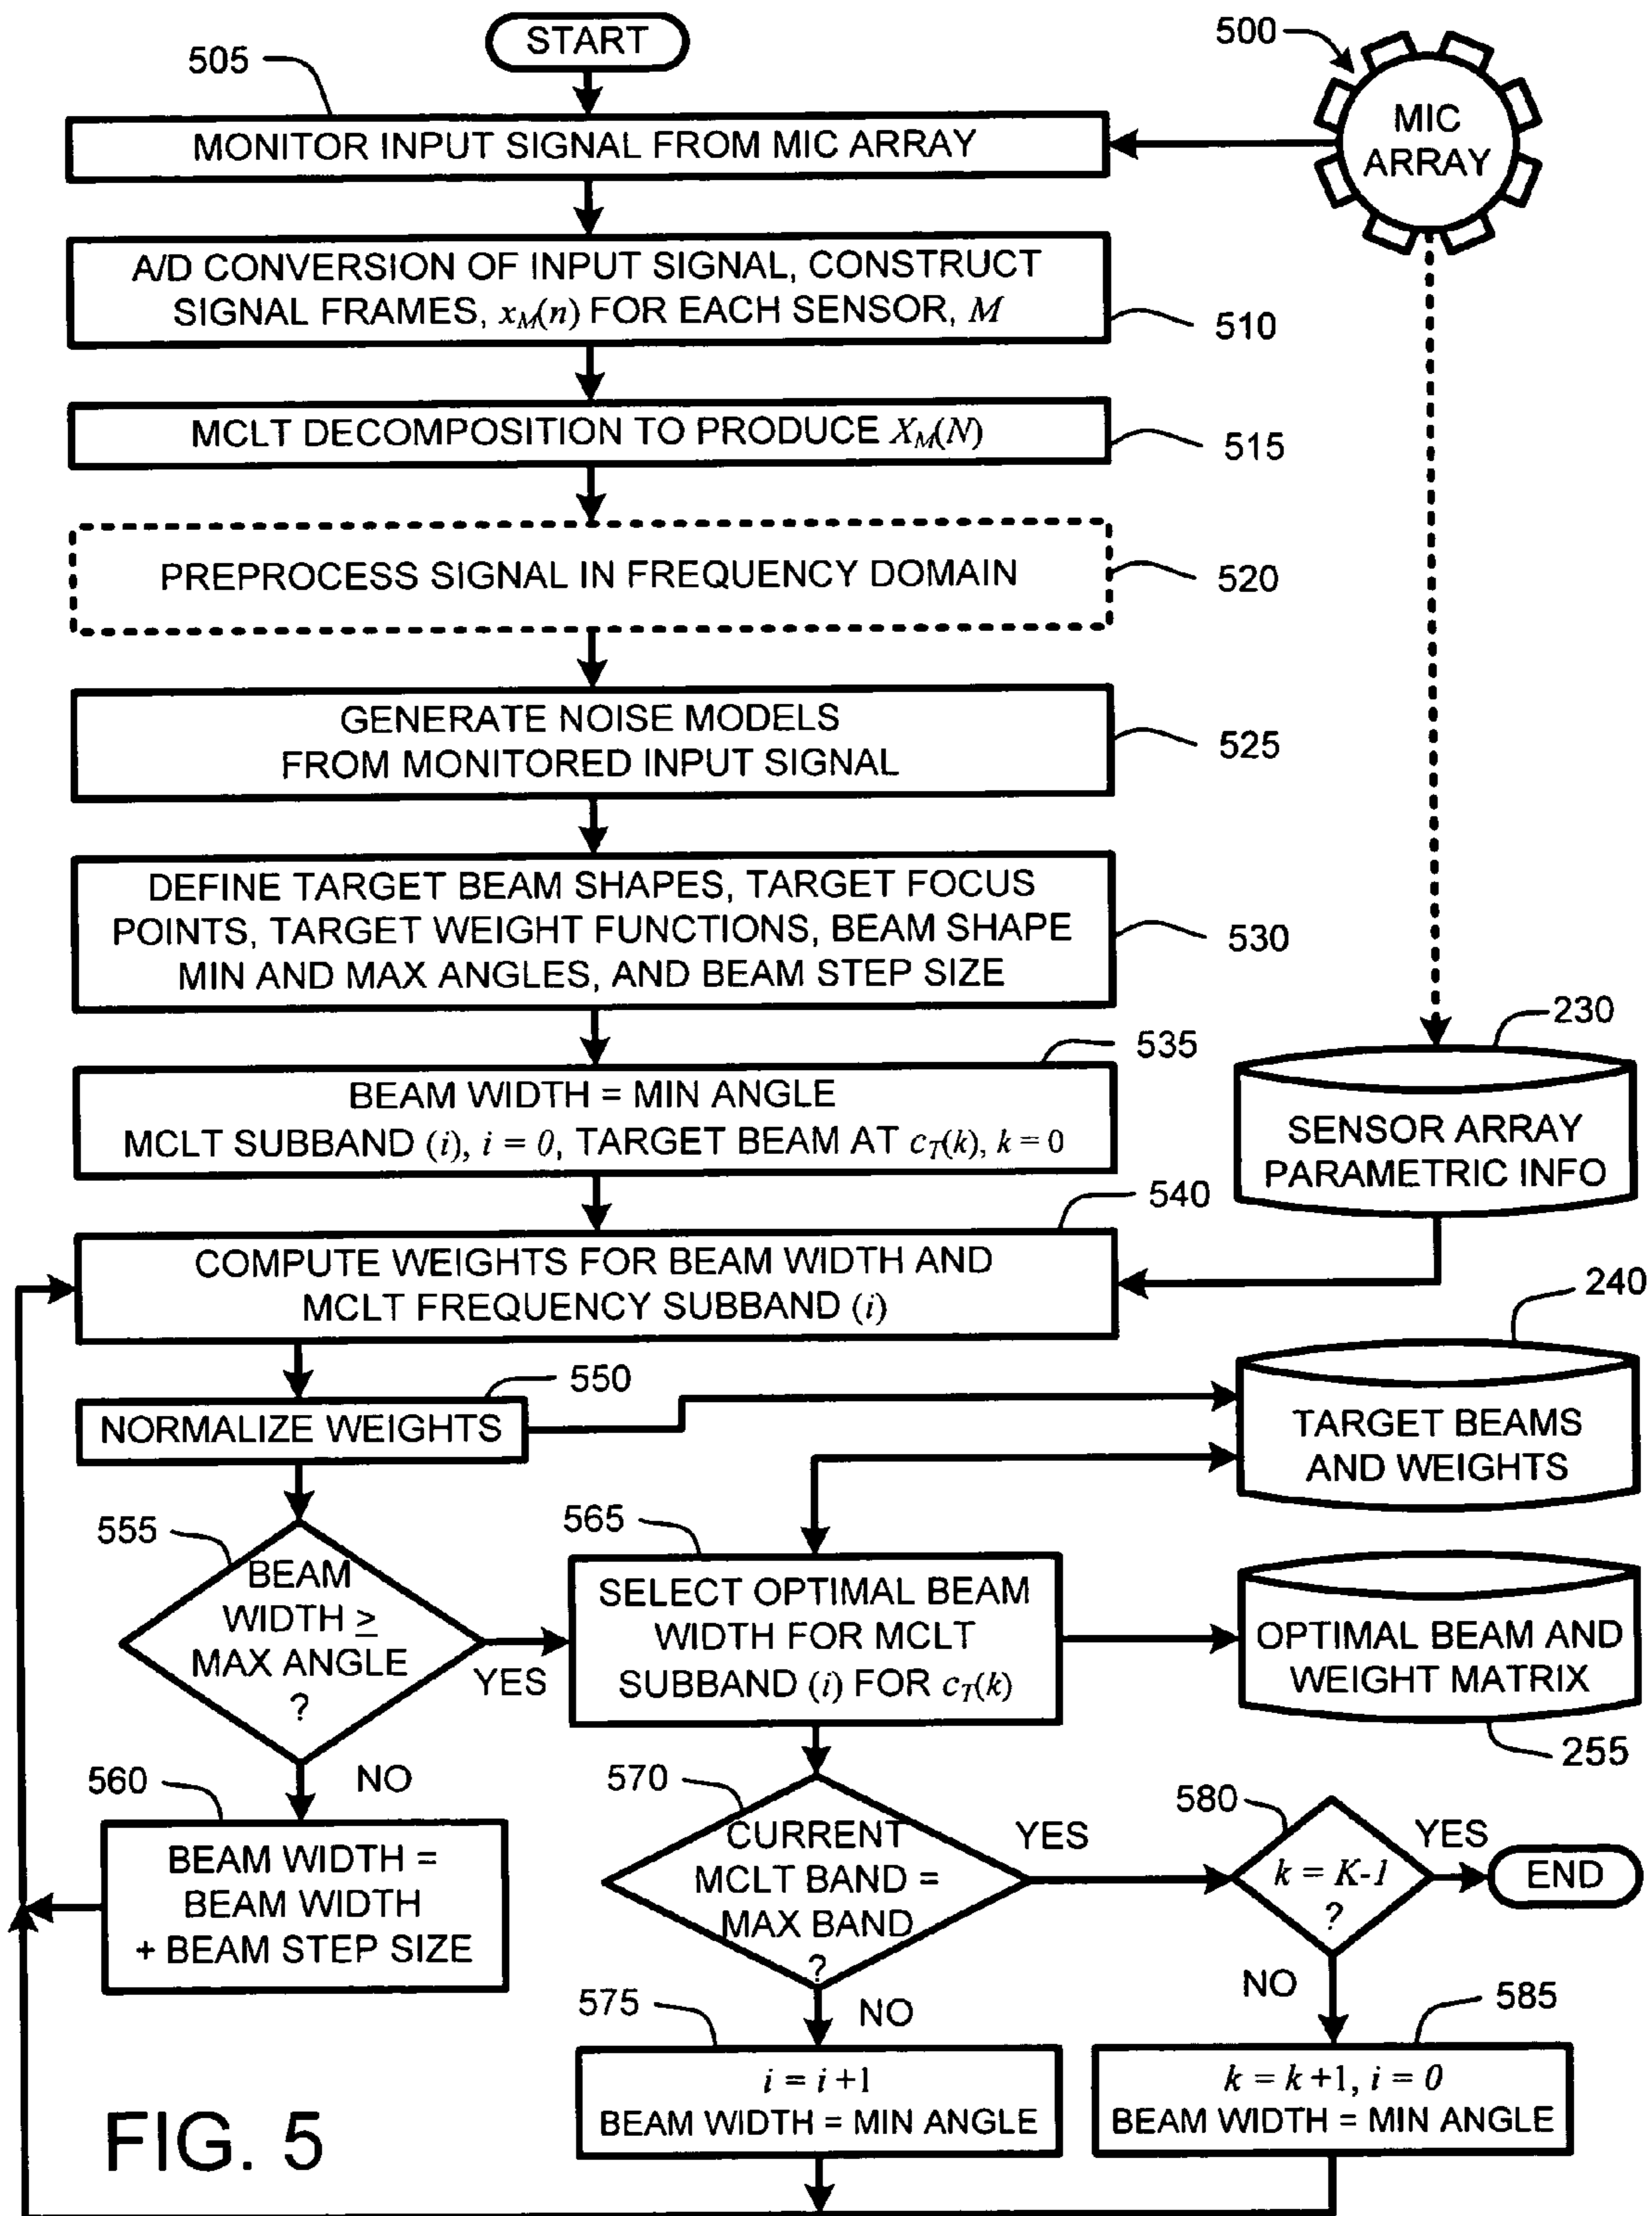 START
500
505
MIC
ARRAY
MONITOR INPUT SIGNAL FROM MIC ARRAY
A/D CONVERSION OF INPUT SIGNAL, CONSTRUCT
SIGNAL FRAMES, xM(n) FOR EACH SENSOR, M
510
MCLT DECOMPOSITION TO PRODUCE XM(N)
515
PREPROCESS SIGNAL IN FREQUENCY DOMAIN
520
GENERATE NOISE MODELS
FROM MONITORED INPUT SIGNAL
525
DEFINE TARGET BEAM SHAPES, TARGET FOCUS
POINTS, TARGET WEIGHT FUNCTIONS, BEAM SHAPE
MIN AND MAX ANGLES, AND BEAM STEP SIZE
530
535
BEAM WIDTH = MIN ANGLE
MCLT SUBBAND (i), i = 0, TARGET BEAM AT cT(k), k = 0
230
SENSOR ARRAY
PARAMETRIC INFO
540
COMPUTE WEIGHTS FOR BEAM WIDTH AND
MCLT FREQUENCY SUBBAND (i)
240
TARGET BEAMS
AND WEIGHTS
550
NORMALIZE WEIGHTS
555
BEAM
WIDTH ≥
MAX ANGLE
?
YES
NO
565
SELECT OPTIMAL BEAM
WIDTH FOR MCLT
SUBBAND (i) FOR cT(k)
OPTIMAL BEAM AND
WEIGHT MATRIX
255
560
BEAM WIDTH =
BEAM WIDTH
+ BEAM STEP SIZE
570
CURRENT
MCLT BAND =
MAX BAND
?
YES
NO
580
k = K-1
?
YES
END
NO
575
i = i +1
BEAM WIDTH = MIN ANGLE
585
k = k +1, i = 0
BEAM WIDTH = MIN ANGLE
FIG. 5